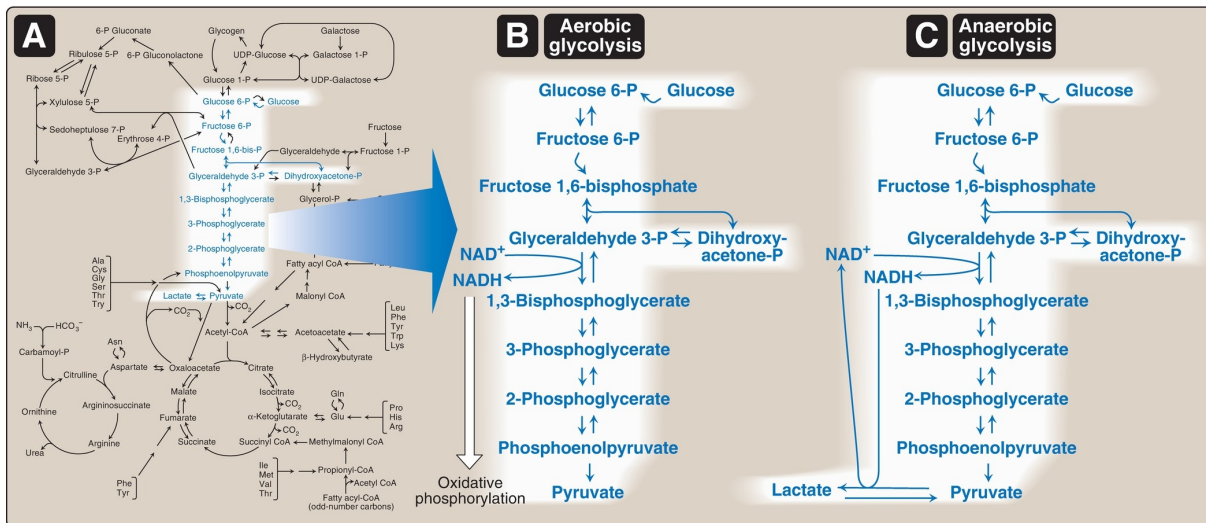 A
6-P Gluconate
Ribulose 5-P
6-P Gluconolactone
Ribose 5-P
Xylulose 5-P
Sedoheptulose 7-P
Erythrose 4-P
Glyceraldehyde 3-P
Glycogen
Galactose
UDP-Glucose
Galactose 1-P
Glucose 1-P
UDP-Galactose
Glucose 6-P
Glucose
Fructose 6-P
Fructose
Fructose 1,6-bis-P
Glyceraldehyde
Fructose 1-P
Glyceraldehyde 3-P
Dihydroxyacetone-P
1,3-Bisphosphoglycerate
Glycerol-P
3-Phosphoglycerate
2-Phosphoglycerate
Fatty acyl CoA
Phosphoenolpyruvate
Malonyl CoA
Ala
Cys
Gly
Ser
Thr
Try
Lactate
Pyruvate
CO2
CO2
Acetyl-CoA
Acetoacetate
β-Hydroxybutyrate
Leu
Phe
Tyr
Trp
Lys
NH3
HCO3−
Carbamoyl-P
Asn
Aspartate
Oxaloacetate
Citrate
Citrulline
Malate
Isocitrate
CO2
Gln
Argininosuccinate
Ornithine
Fumarate
α-Ketoglutarate
Glu
Pro
His
Arg
CO2
Arginine
Urea
Succinate
Succinyl CoA
Methylmalonyl CoA
Phe
Tyr
Ile
Met
Val
Thr
Propionyl-CoA
Acetyl CoA
Fatty acyl-CoA
(odd-number carbons)
B
Aerobic
glycolysis
Glucose 6-P
Glucose
Fructose 6-P
Fructose 1,6-bisphosphate
Glyceraldehyde 3-P
Dihydroxy-
acetone-P
NAD+
NADH
1,3-Bisphosphoglycerate
3-Phosphoglycerate
2-Phosphoglycerate
Phosphoenolpyruvate
Oxidative
phosphorylation
Pyruvate
C
Anaerobic
glycolysis
Glucose 6-P
Glucose
Fructose 6-P
Fructose 1,6-bisphosphate
Glyceraldehyde 3-P
Dihydroxy-
acetone-P
NAD+
NADH
1,3-Bisphosphoglycerate
3-Phosphoglycerate
2-Phosphoglycerate
Phosphoenolpyruvate
Lactate
Pyruvate